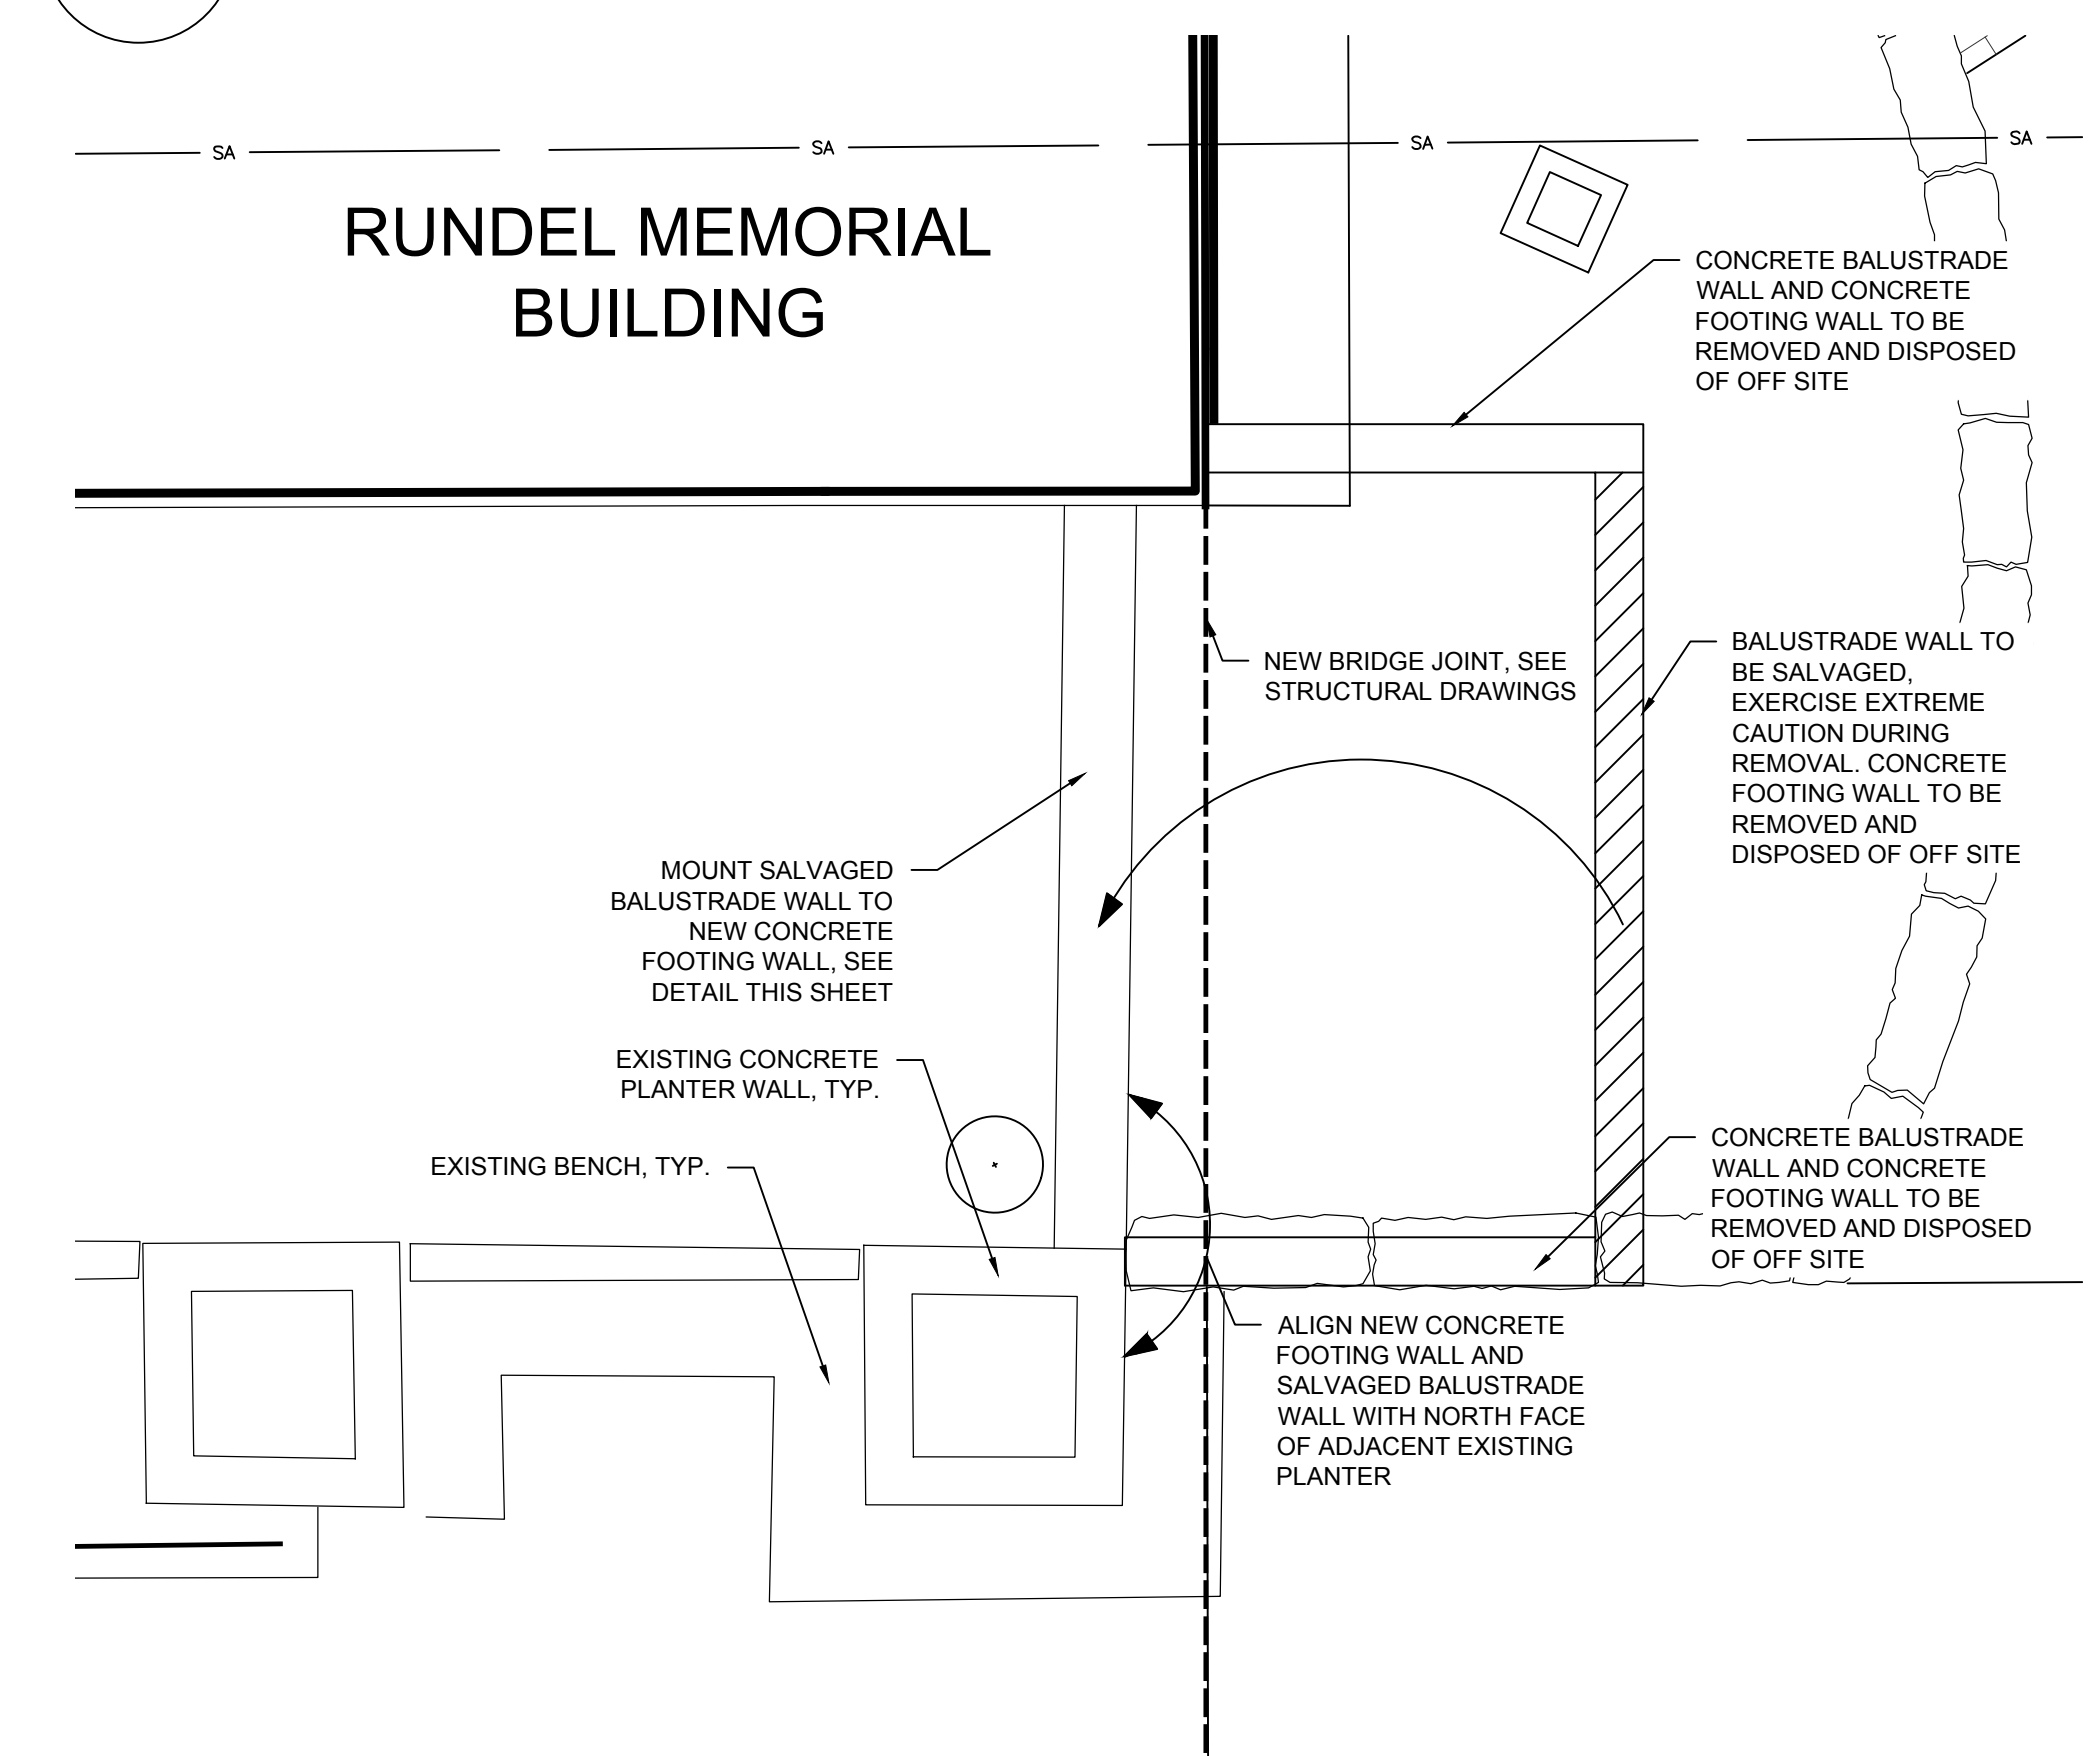 SA
SA
SA
SA
RUNDEL MEMORIAL
BUILDING
CONCRETE BALUSTRADE
WALL AND CONCRETE
FOOTING WALL TO BE
REMOVED AND DISPOSED
OF OFF SITE
NEW BRIDGE JOINT, SEE
STRUCTURAL DRAWINGS
BALUSTRADE WALL TO
BE SALVAGED,
EXERCISE EXTREME
CAUTION DURING
REMOVAL. CONCRETE
FOOTING WALL TO BE
REMOVED AND
DISPOSED OF OFF SITE
MOUNT SALVAGED
BALUSTRADE WALL TO
NEW CONCRETE
FOOTING WALL, SEE
DETAIL THIS SHEET
EXISTING CONCRETE
PLANTER WALL, TYP.
EXISTING BENCH, TYP.
CONCRETE BALUSTRADE
WALL AND CONCRETE
FOOTING WALL TO BE
REMOVED AND DISPOSED
OF OFF SITE
ALIGN NEW CONCRETE
FOOTING WALL AND
SALVAGED BALUSTRADE
WALL WITH NORTH FACE
OF ADJACENT EXISTING
PLANTER